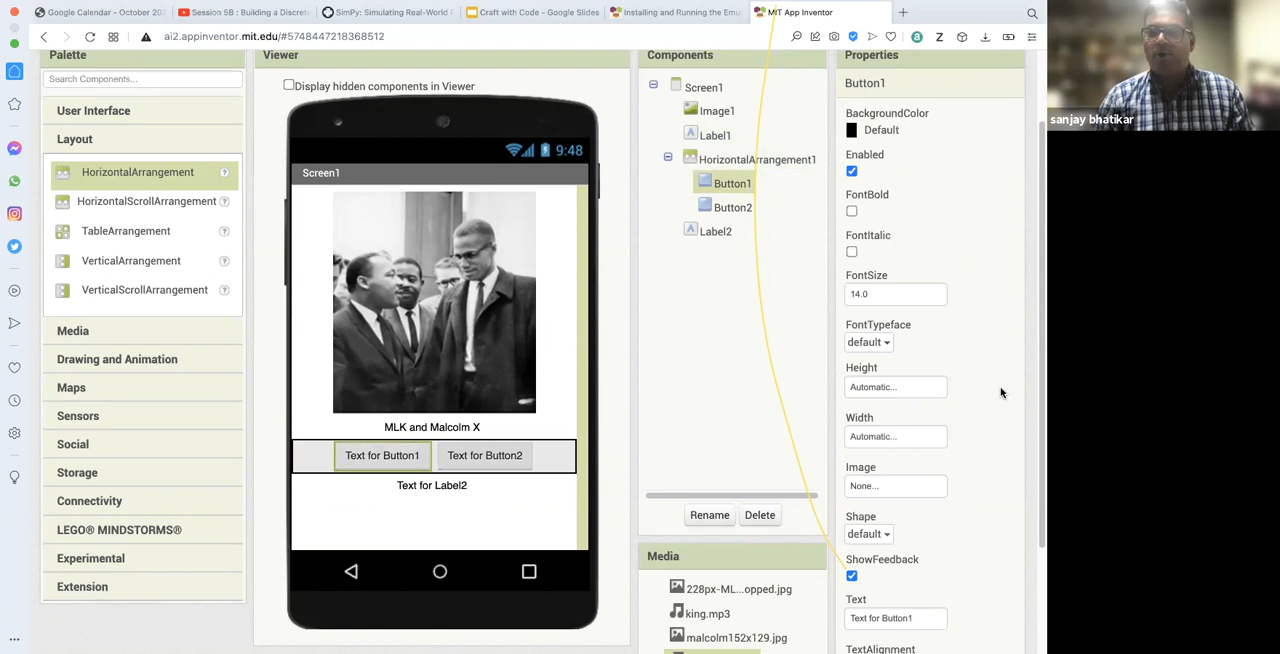 Google Calendar - October 202
Session 5B : Building a Discrete
SimPy: Simulating Real-World P
Craft with Code - Google Slides
Installing and Running the Emu
MIT App Inventor
ai2.appinventor.mit.edu/#5748447218368512
a
Z
Palette
Search Components...
User Interface
Layout
HorizontalArrangement ?
HorizontalScrollArrangement ?
TableArrangement ?
VerticalArrangement ?
VerticalScrollArrangement ?
Media
Drawing and Animation
Maps
Sensors
Social
Storage
Connectivity
LEGO® MINDSTORMS®
Experimental
Extension
Viewer
Display hidden components in Viewer
9:48
Screen1
MLK and Malcolm X
Text for Button1 Text for Button2
Text for Label2
Components
Screen1
Image1
A Label1
HorizontalArrangement1
Button1
Button2
A Label2
Rename Delete
Media
228px-ML...opped.jpg
king.mp3
malcolm152x129.jpg
Properties
Button1
BackgroundColor
Default
Enabled
FontBold
FontItalic
FontSize
14.0
FontTypeface
default
Height
Automatic...
Width
Automatic...
Image
None...
Shape
default
ShowFeedback
Text
Text for Button1
TextAlignment
sanjay bhatikar